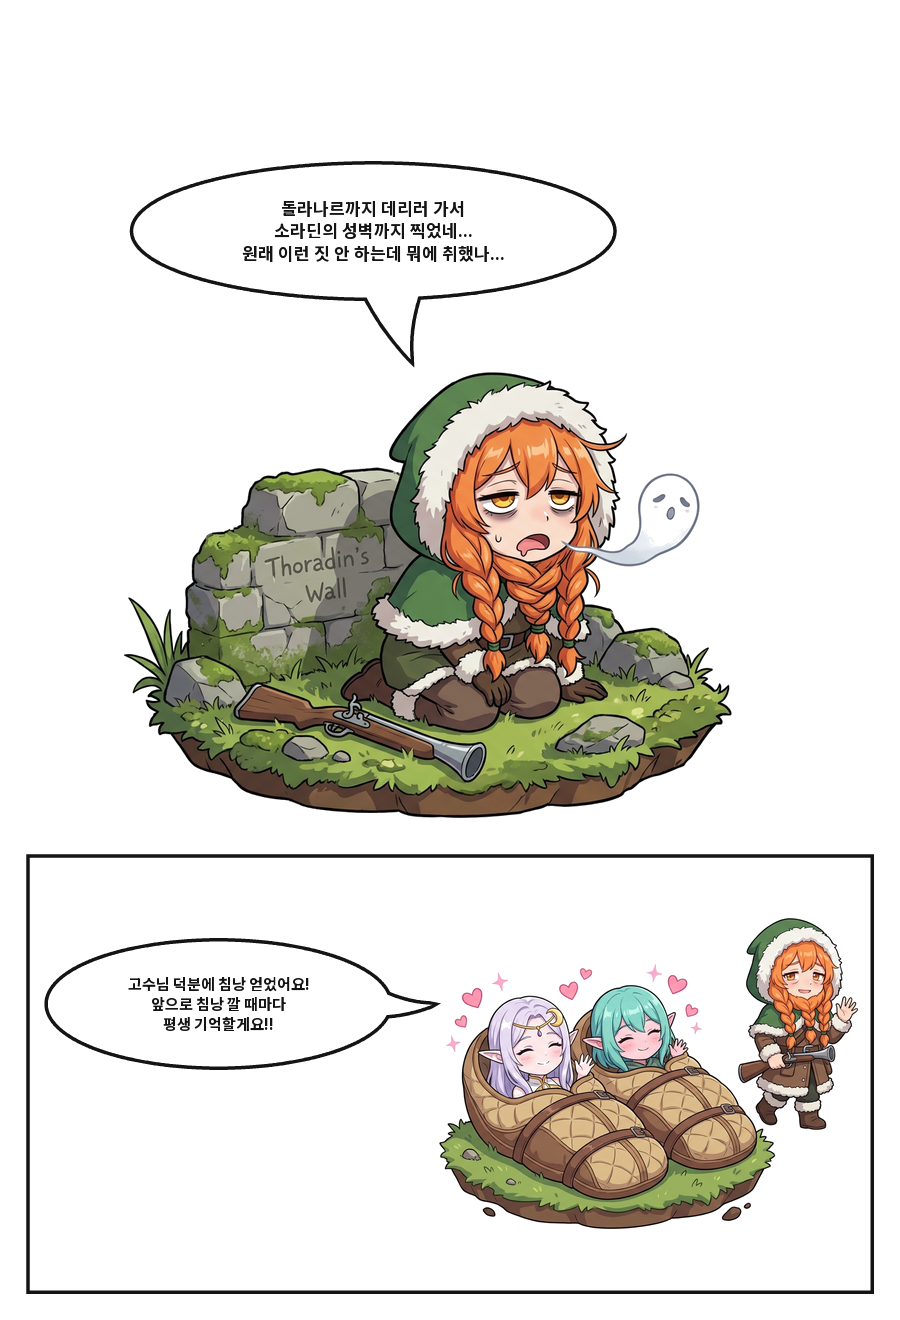 돌라나르까지 데리러 가서
소라딘의 성벽까지 찍었네...
원래 이런 짓 안 하는데 뭐에 취했나...
Thoradin's
Wall
고수님 덕분에 침낭 얻었어요!
앞으로 침낭 깔 때마다
평생 기억할게요!!